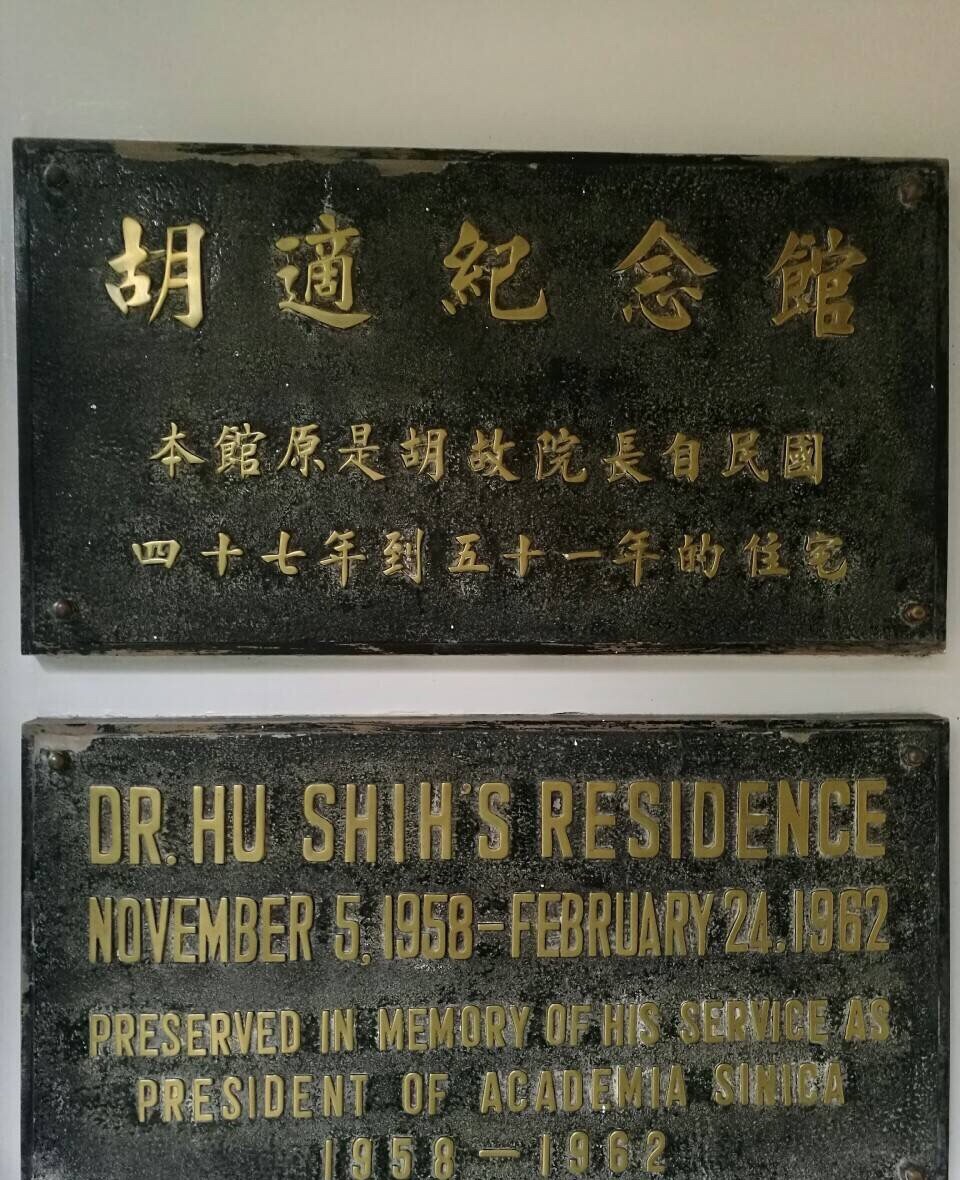 胡適紀念館
本館原是胡故院長自民國
四十七年到五十一年的住宅
DR. HU SHIH'S RESIDENCE
NOVEMBER 5, 1958–FEBRUARY 24, 1962
PRESERVED IN MEMORY OF HIS SERVICE AS
PRESIDENT OF ACADEMIA SINICA
1958 — 1962